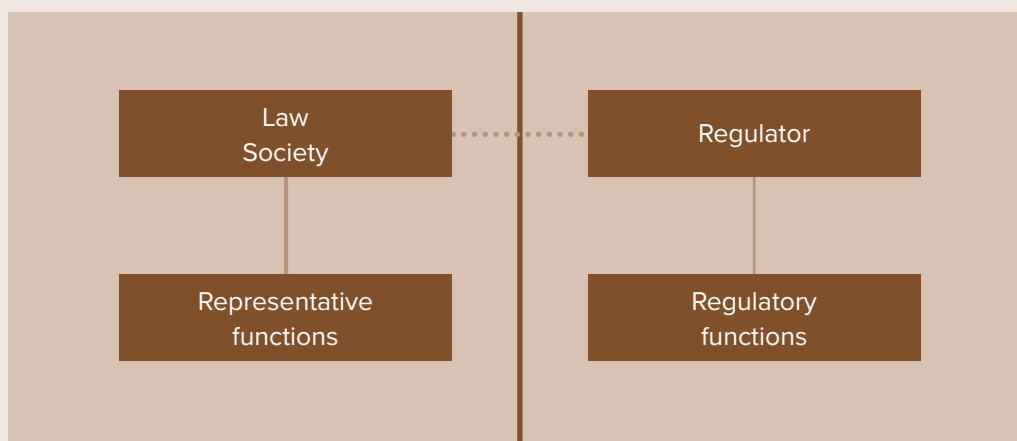 Law
Society
Regulator
Representative
functions
Regulatory
functions